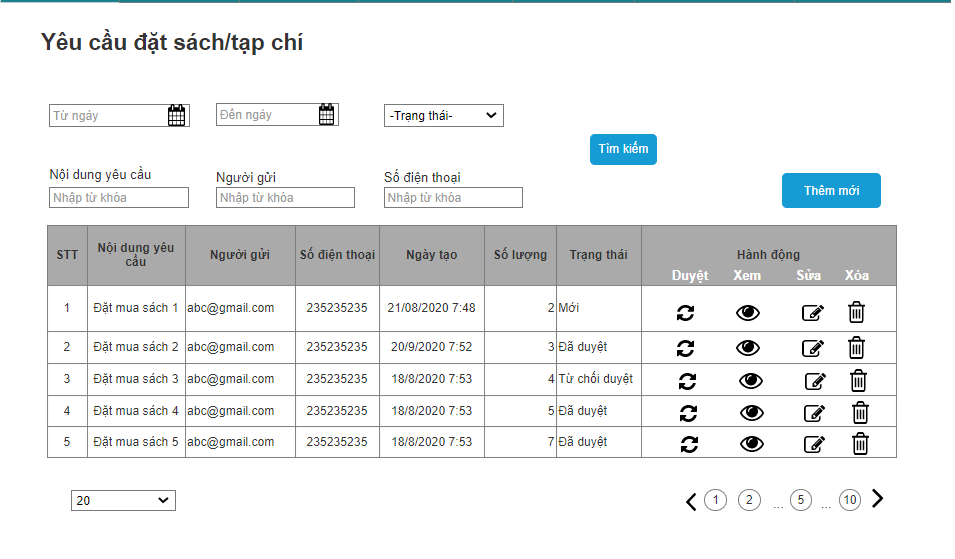 Yêu cầu đặt sách/tạp chí
Từ ngày Đến ngày -Trạng thái-
Tìm kiếm
Nội dung yêu cầu Người gửi Số điện thoại
Nhập từ khóa Nhập từ khóa Nhập từ khóa
Thêm mới
STT Nội dung yêu cầu Người gửi Số điện thoại Ngày tạo Số lượng Trạng thái Hành động
Duyệt Xem Sửa Xóa
1 Đặt mua sách 1 abc@gmail.com 235235235 21/08/2020 7:48 2 Mới
2 Đặt mua sách 2 abc@gmail.com 235235235 20/9/2020 7:52 3 Đã duyệt
3 Đặt mua sách 3 abc@gmail.com 235235235 18/8/2020 7:53 4 Từ chối duyệt
4 Đặt mua sách 4 abc@gmail.com 235235235 18/8/2020 7:53 5 Đã duyệt
5 Đặt mua sách 5 abc@gmail.com 235235235 18/8/2020 7:53 7 Đã duyệt
20 1 2 ... 5 ... 10